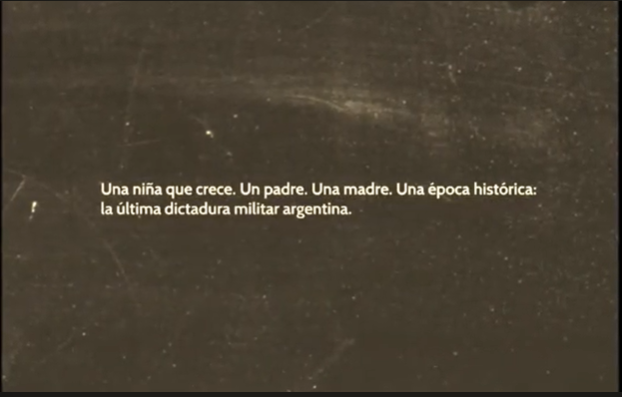 Una niña que crece. Un padre. Una madre. Una época histórica:
la última dictadura militar argentina.